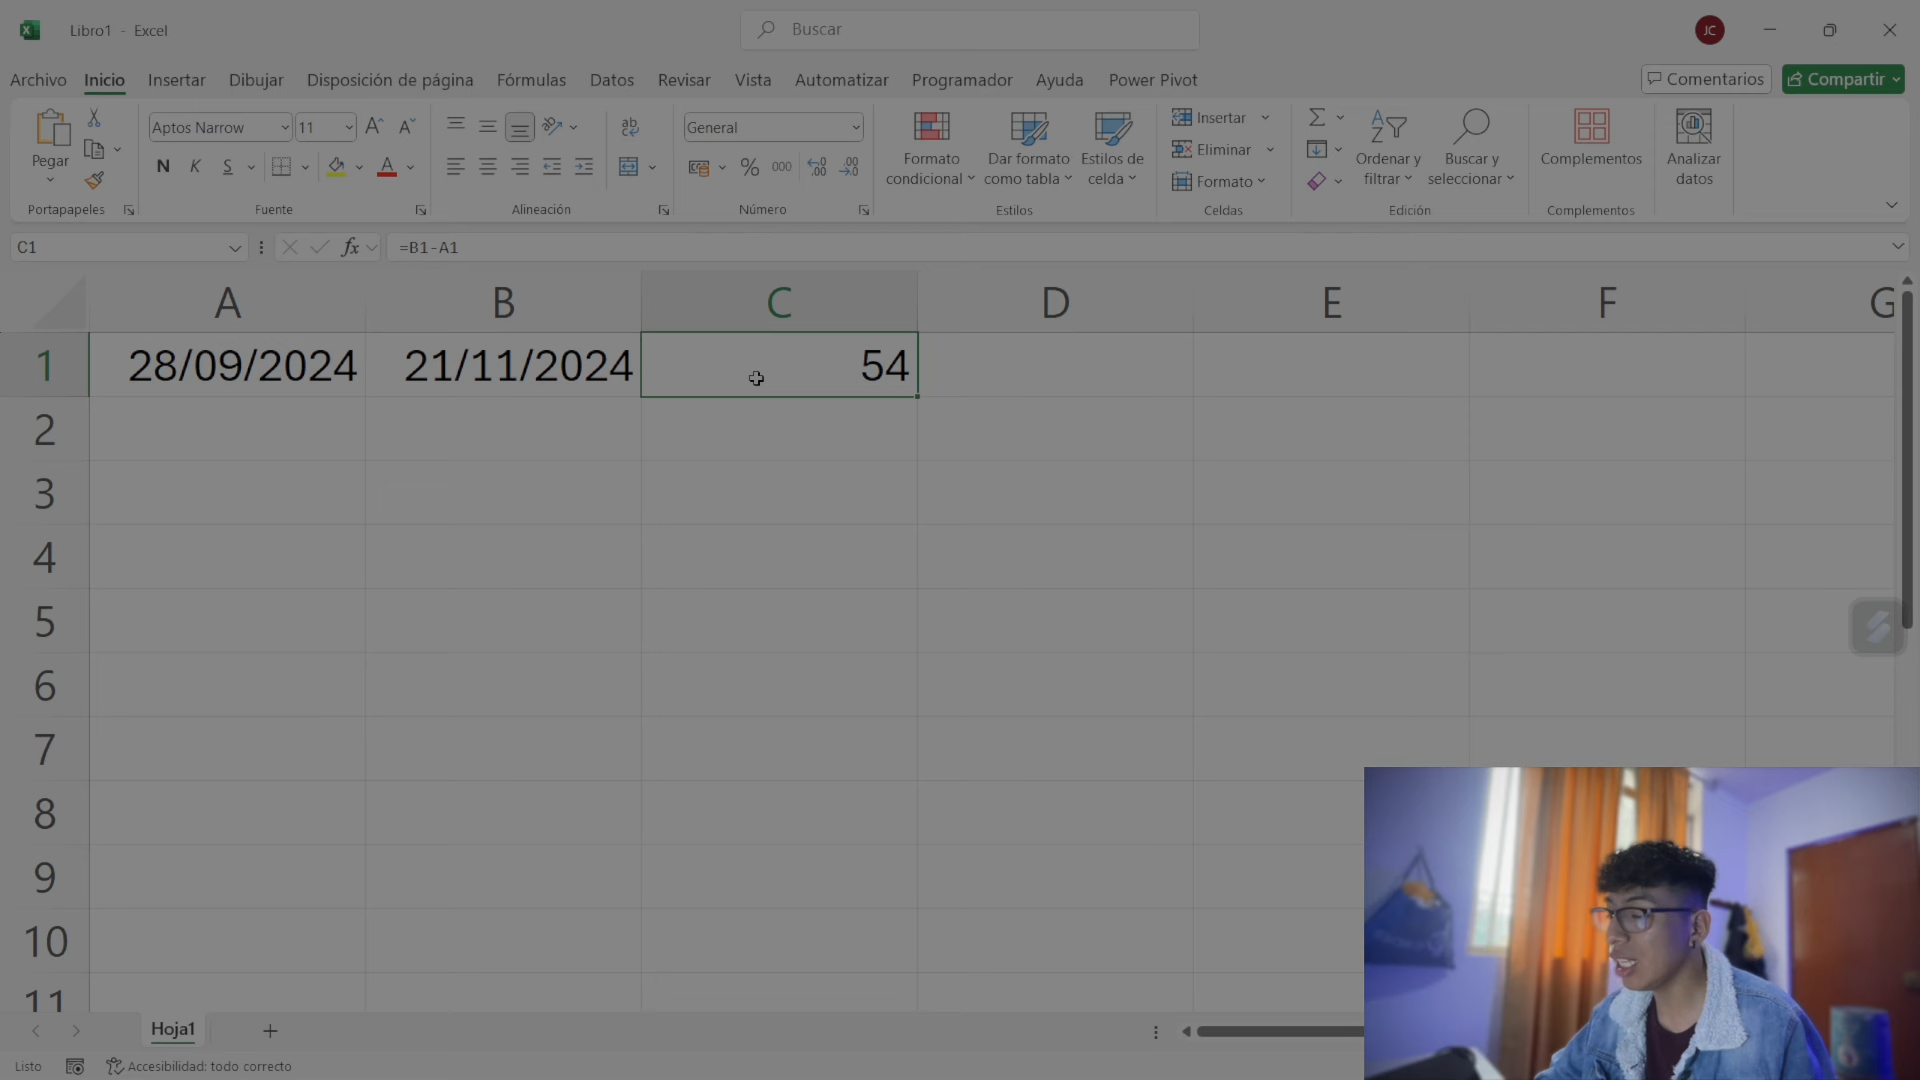 Libro1 - Excel
Buscar
JC
Archivo Inicio Insertar Dibujar Disposición de página Fórmulas Datos Revisar Vista Automatizar Programador Ayuda Power Pivot
Comentarios Compartir
Pegar
Portapapeles
Aptos Narrow 11
N K S
Fuente
ab
Alineación
General
% 000
Número
Formato condicional
Dar formato como tabla
Estilos de celda
Estilos
Insertar
Eliminar
Formato
Celdas
Ordenar y filtrar
Buscar y seleccionar
Edición
Complementos
Complementos
Analizar datos
C1 fx =B1-A1
A B C D E F G
1 28/09/2024 21/11/2024 54
2
3
4
5
6
7
8
9
10
11
Hoja1
Listo Accesibilidad: todo correcto